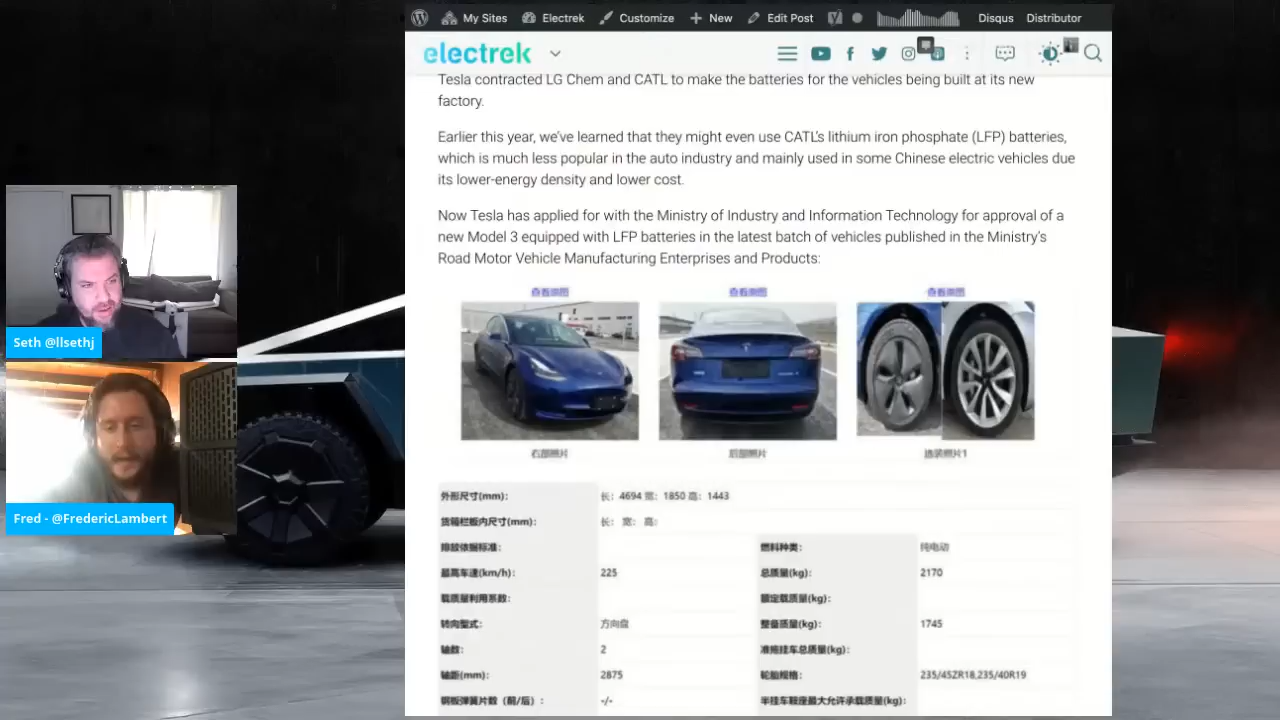 My Sites
Electrek
Customize
New
Edit Post
Disqus
Distributor
electrek
Tesla contracted LG Chem and CATL to make the batteries for the vehicles being built at its new
factory.
Earlier this year, we've learned that they might even use CATL's lithium iron phosphate (LFP) batteries,
which is much less popular in the auto industry and mainly used in some Chinese electric vehicles due
its lower-energy density and lower cost.
Now Tesla has applied for with the Ministry of Industry and Information Technology for approval of a
new Model 3 equipped with LFP batteries in the latest batch of vehicles published in the Ministry's
Road Motor Vehicle Manufacturing Enterprises and Products:
查看原图 查看原图 查看原图
右部照片 后部照片 选装照片1
外形尺寸(mm): 长: 4694 宽: 1850 高: 1443
货箱栏板内尺寸(mm): 长: 宽: 高:
排放依据标准: 燃料种类: 纯电动
最高车速(km/h): 225 总质量(kg): 2170
载质量利用系数: 额定载质量(kg):
转向型式: 方向盘 整备质量(kg): 1745
轴数: 2 准拖挂车总质量(kg):
轴距(mm): 2875 轮胎规格: 235/45ZR18,235/40R19
钢板弹簧片数（前/后）: -/- 半挂车鞍座最大允许承载质量(kg):
Seth @llsethj
Fred - @FredericLambert